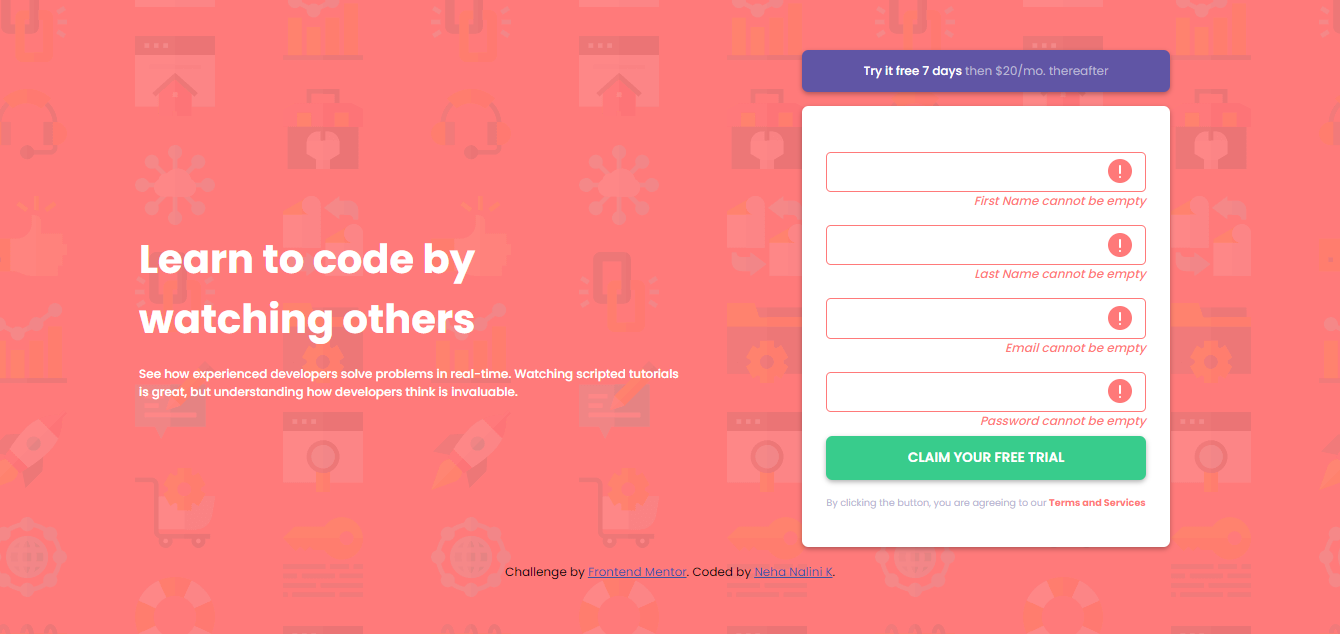 Learn to code by
watching others
See how experienced developers solve problems in real-time. Watching scripted tutorials
is great, but understanding how developers think is invaluable.
Try it free 7 days then $20/mo. thereafter
First Name cannot be empty
Last Name cannot be empty
Email cannot be empty
Password cannot be empty
CLAIM YOUR FREE TRIAL
By clicking the button, you are agreeing to our Terms and Services
Challenge by Frontend Mentor. Coded by Neha Nalini K.